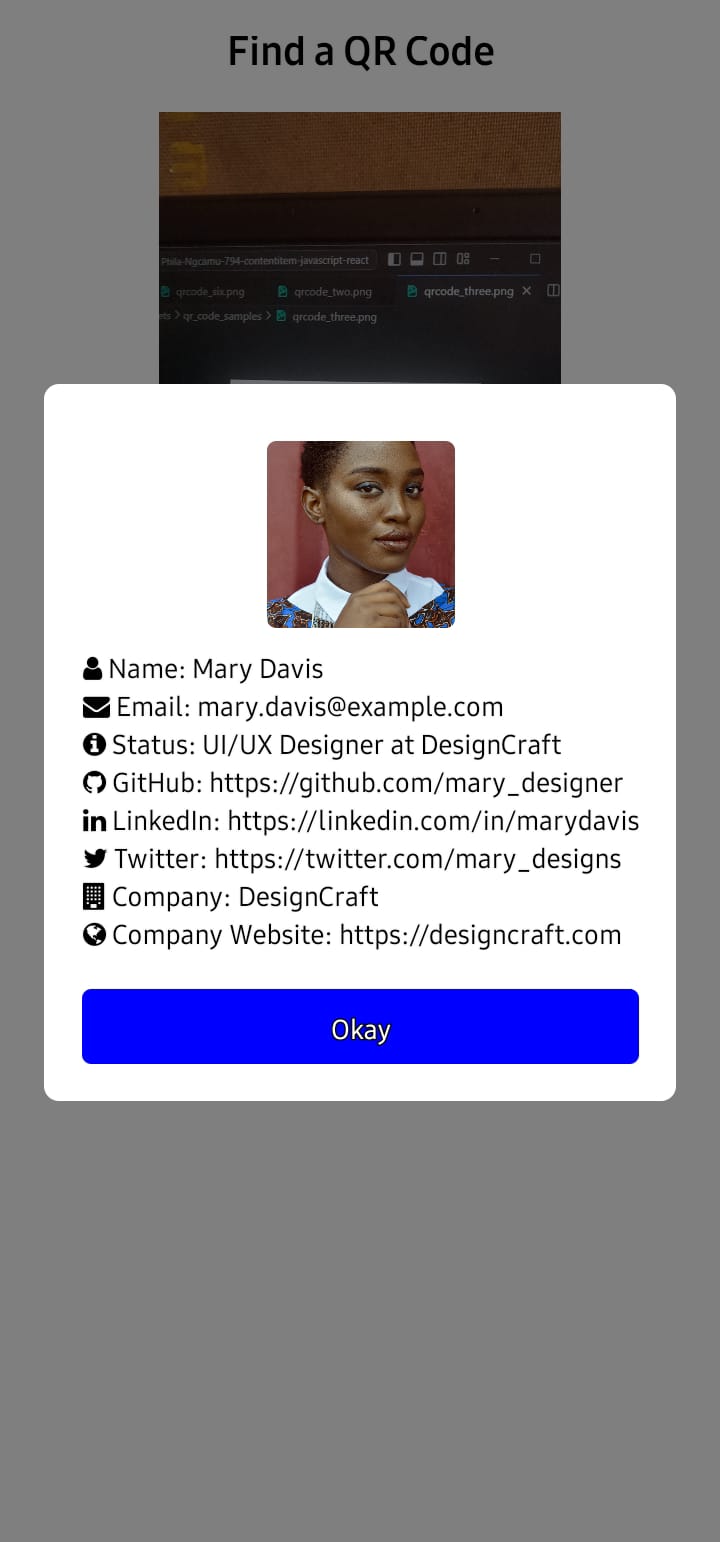 Find a QR Code
Phila-Ngcamu-794-contentitem-javascript-react
qrcode_six.png qrcode_two.png qrcode_three.png
ets > qr_code_samples > qrcode_three.png
Name: Mary Davis
Email: mary.davis@example.com
Status: UI/UX Designer at DesignCraft
GitHub: https://github.com/mary_designer
LinkedIn: https://linkedin.com/in/marydavis
Twitter: https://twitter.com/mary_designs
Company: DesignCraft
Company Website: https://designcraft.com
Okay